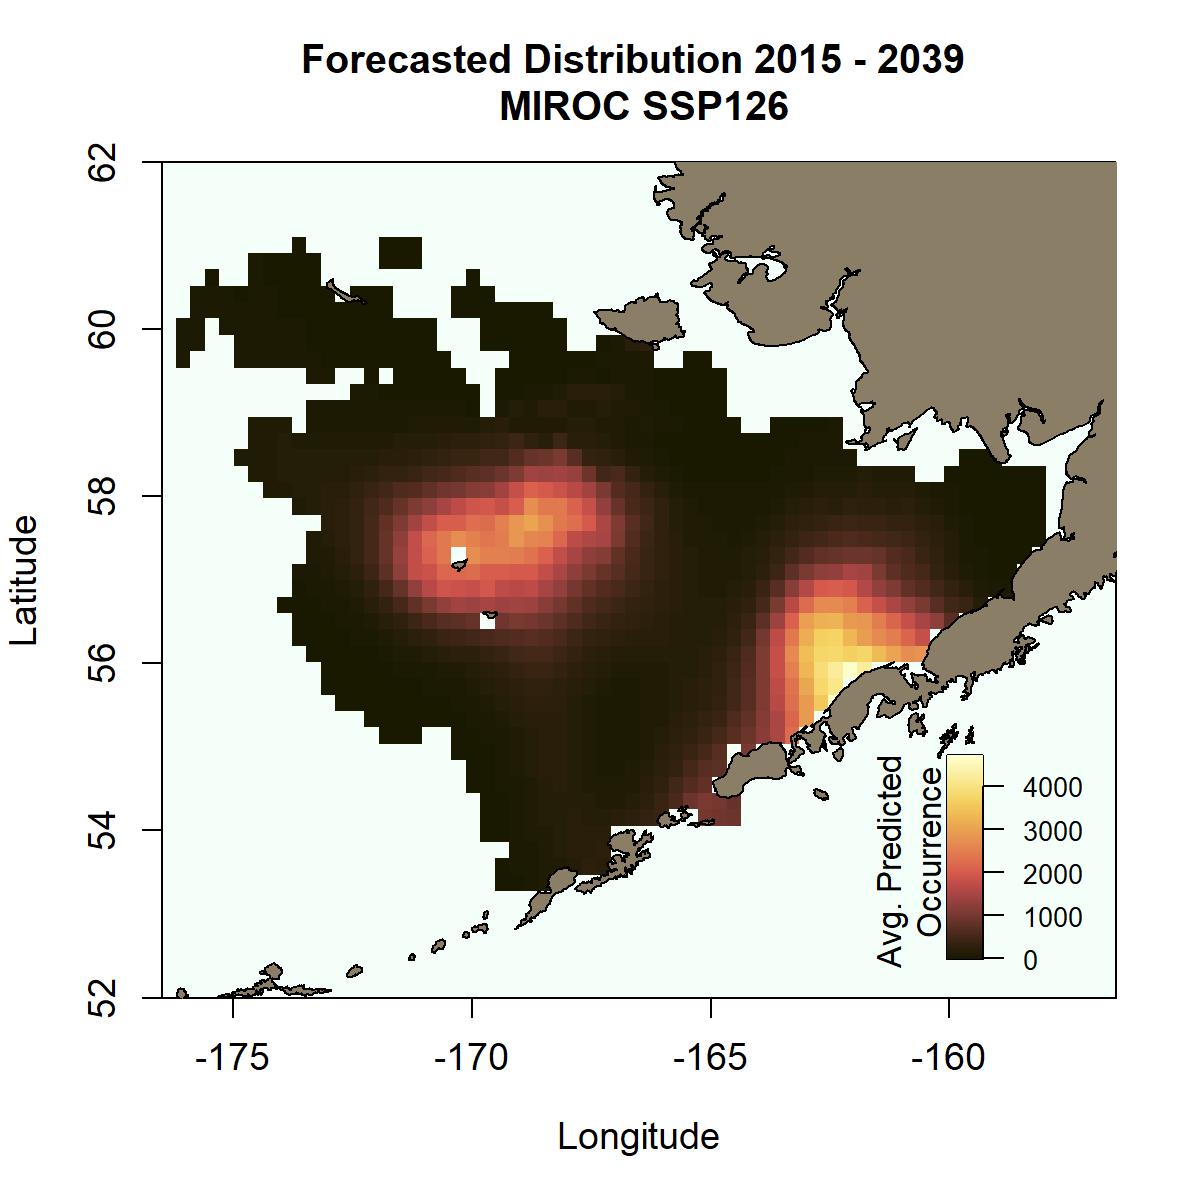 Forecasted Distribution 2015 - 2039
MIROC SSP126
Latitude
62
60
58
56
54
52
-175
-170
-165
-160
Longitude
Avg. Predicted
Occurrence
4000
3000
2000
1000
0